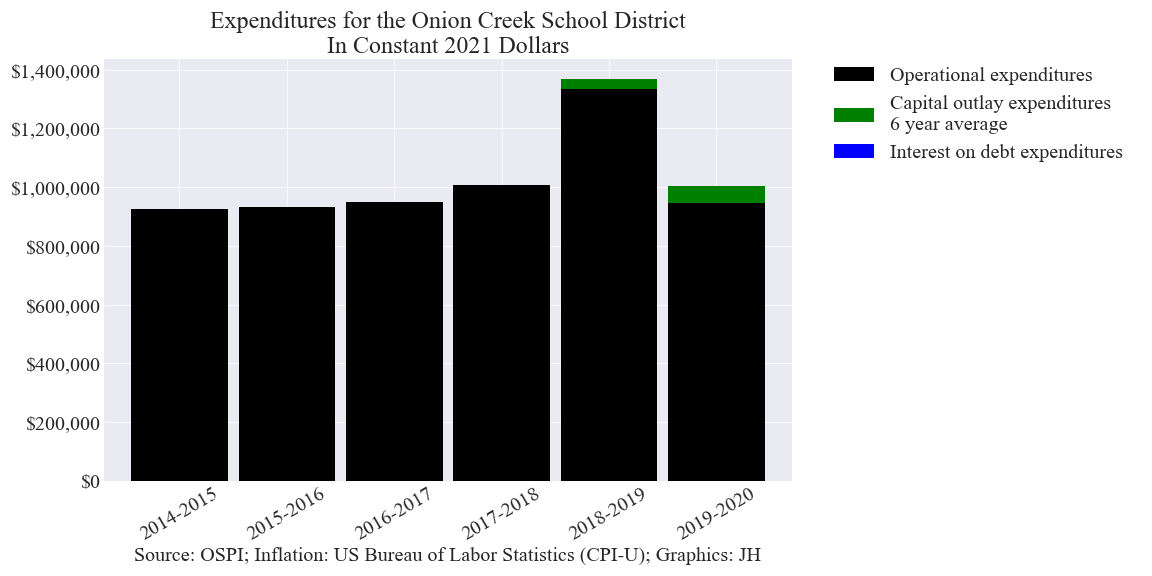 Expenditures for the Onion Creek School District
In Constant 2021 Dollars
$1,400,000
$1,200,000
$1,000,000
$800,000
$600,000
$400,000
$200,000
$0
2014-2015
2015-2016
2016-2017
2017-2018
2018-2019
2019-2020
Source: OSPI; Inflation: US Bureau of Labor Statistics (CPI-U); Graphics: JH
Operational expenditures
Capital outlay expenditures
6 year average
Interest on debt expenditures